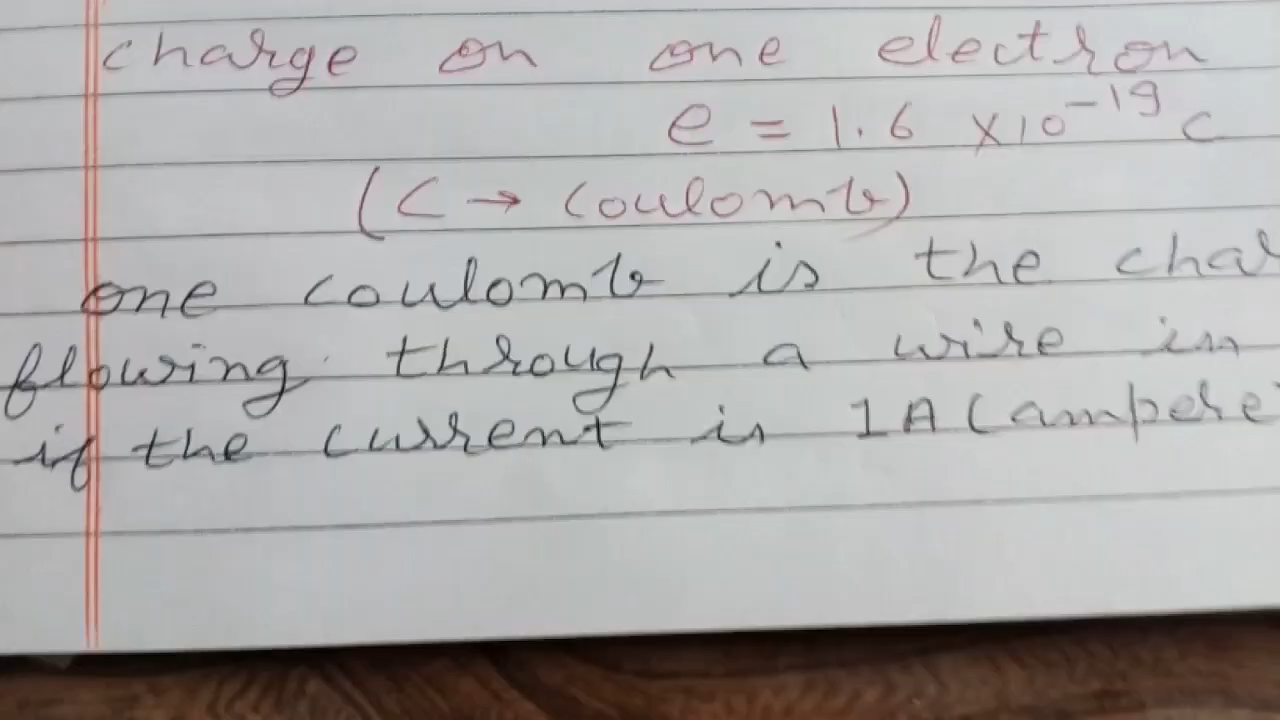 charge on one electron
e = 1.6 x10⁻¹⁹ c
(C → Coulomb)
one coulomb is the
flowing through a wire in
if the current is 1A (ampere